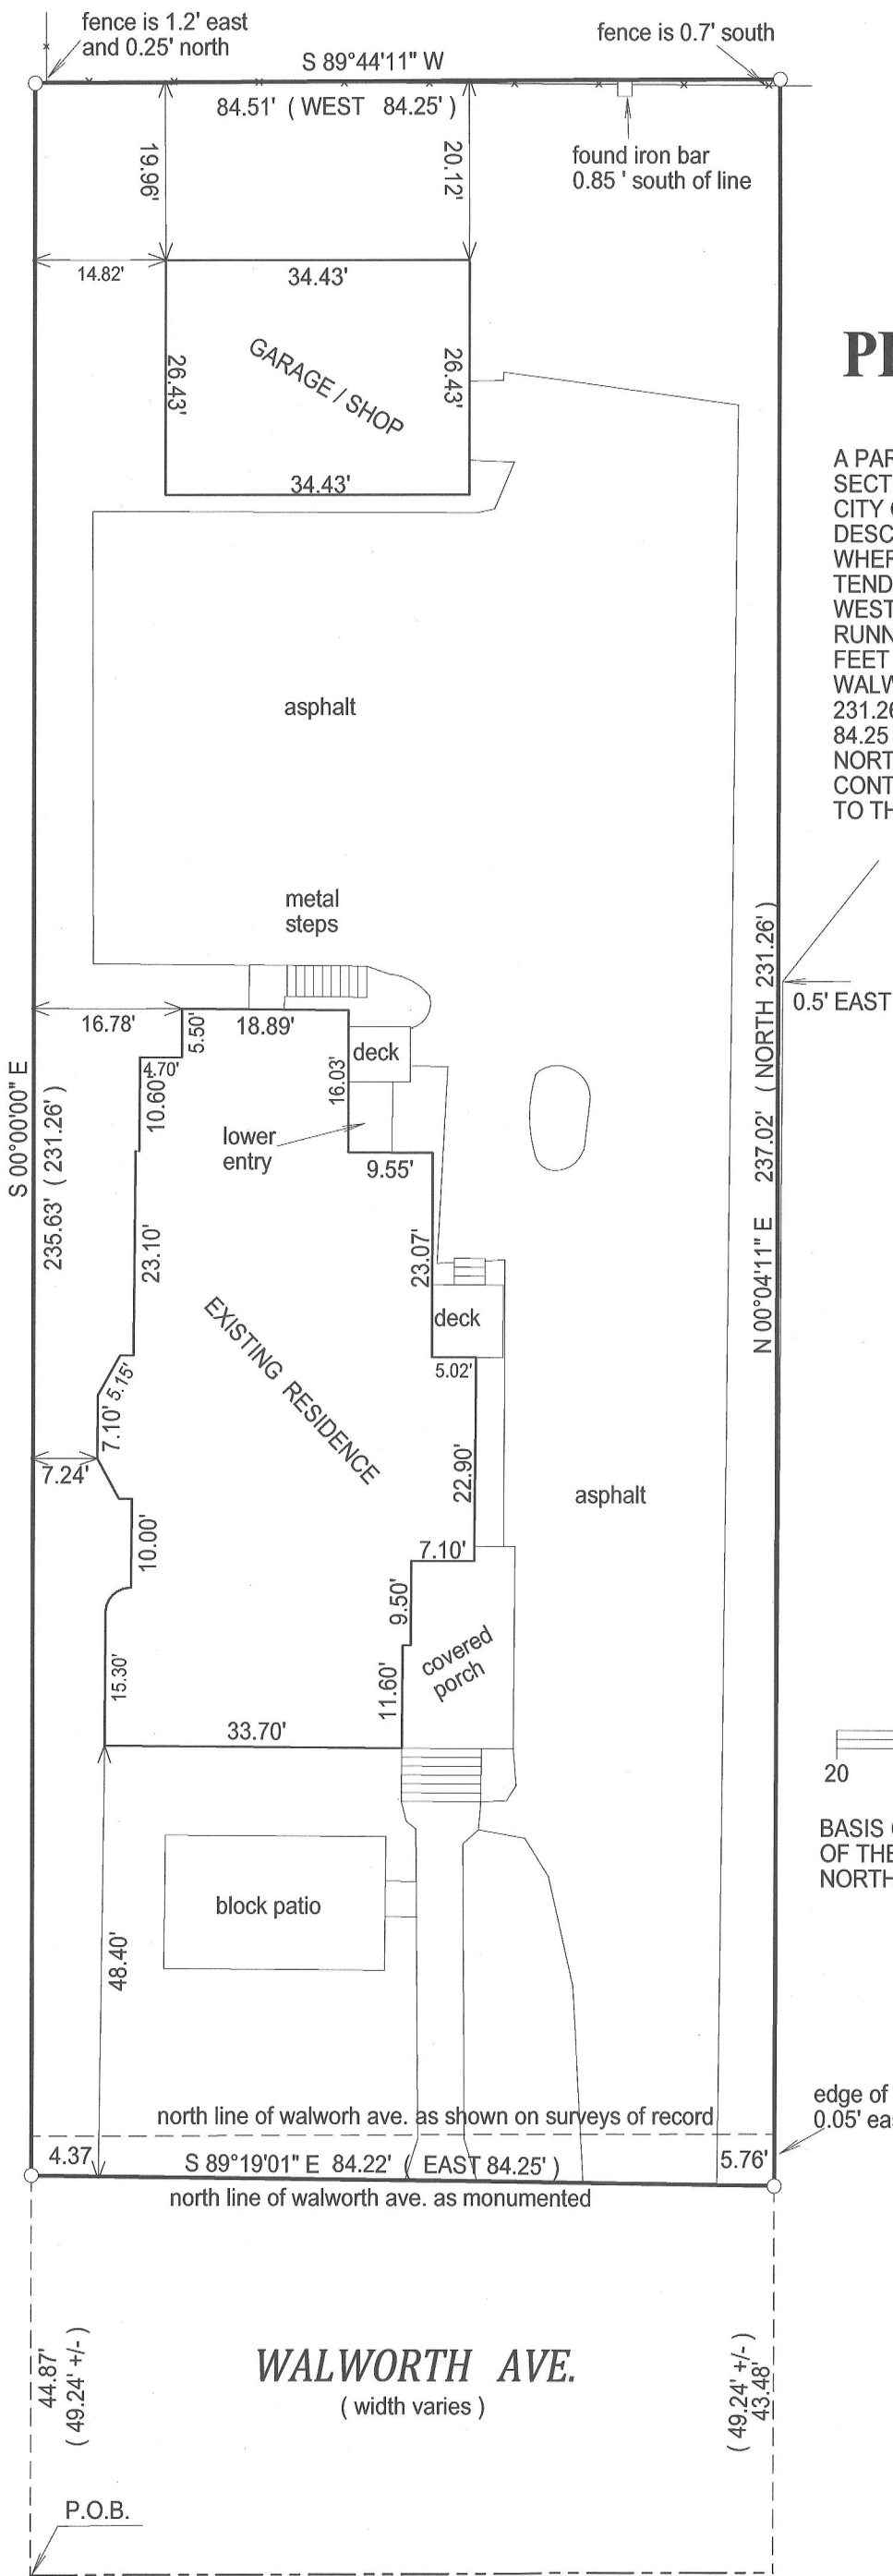 fence is 1.2' east
and 0.25' north
fence is 0.7' south
S 89°44'11" W
84.51' ( WEST 84.25' )
19.96'
20.12'
found iron bar
0.85 ' south of line
14.82'
34.43'
26.43'
GARAGE / SHOP
26.43'
34.43'
A PAR
SECT
CITY
DESC
WHER
TEND
WEST
RUNN
FEET
WALW
231.26
84.25
NORT
CONT
TO TH
asphalt
metal
steps
S 00°00'00" E
235.63' ( 231.26' )
N 00°04'11" E 237.02' ( NORTH 231.26' )
0.5' EAST
16.78'
5.50'
18.89'
4.70'
10.60'
16.03'
deck
lower
entry
9.55'
23.10'
23.07'
EXISTING RESIDENCE
deck
5.02'
5.15'
7.10'
7.24'
22.90'
asphalt
10.00'
7.10'
9.50'
covered
porch
15.30'
11.60'
33.70'
20
BASIS
OF THE
NORTH
block patio
48.40'
edge of
0.05' eas
north line of walworh ave. as shown on surveys of record
4.37
S 89°19'01" E 84.22' ( EAST 84.25' )
5.76'
north line of walworth ave. as monumented
44.87'
( 49.24' +/- )
WALWORTH AVE.
( width varies )
( 49.24' +/- )
43.48'
P.O.B.